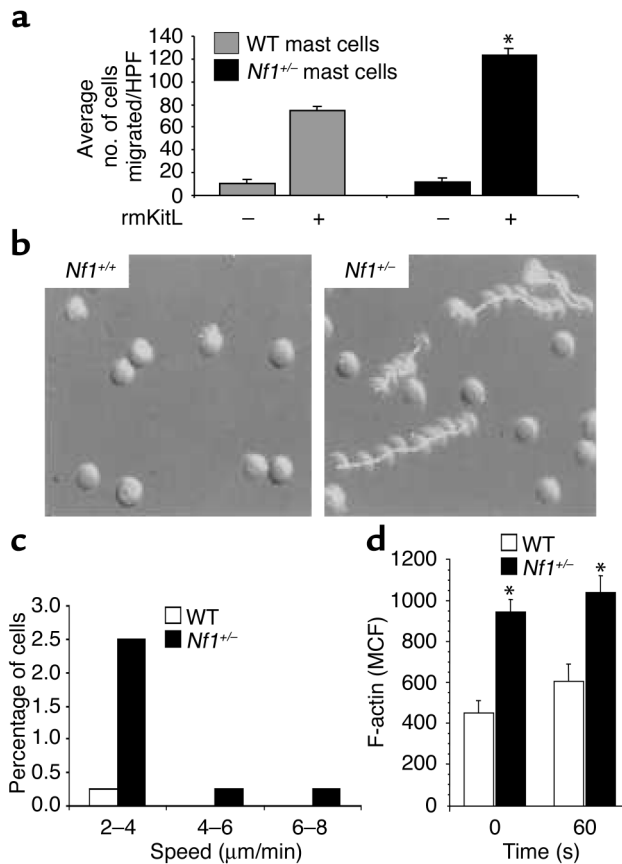 a
WT mast cells
Nf1+/– mast cells
Average
no. of cells
migrated/HPF
140
120
100
80
60
40
20
0
*
rmKitL – + – +
b
Nf1+/+
Nf1+/–
c
WT
Nf1+/–
Percentage of cells
3.0
2.5
2.0
1.5
1.0
0.5
0.0
2–4 4–6 6–8
Speed (μm/min)
d
WT
Nf1+/–
F-actin (MCF)
1200
1000
800
600
400
200
0
* *
0 60
Time (s)